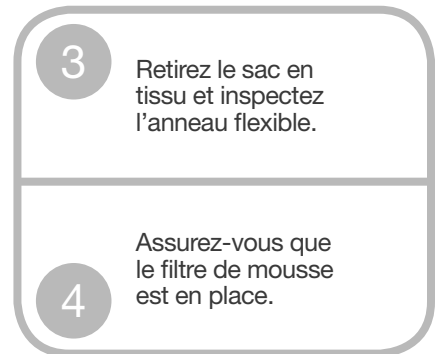 3
Retirez le sac en
tissu et inspectez
l’anneau flexible.
Assurez-vous que
le filtre de mousse
est en place.
4